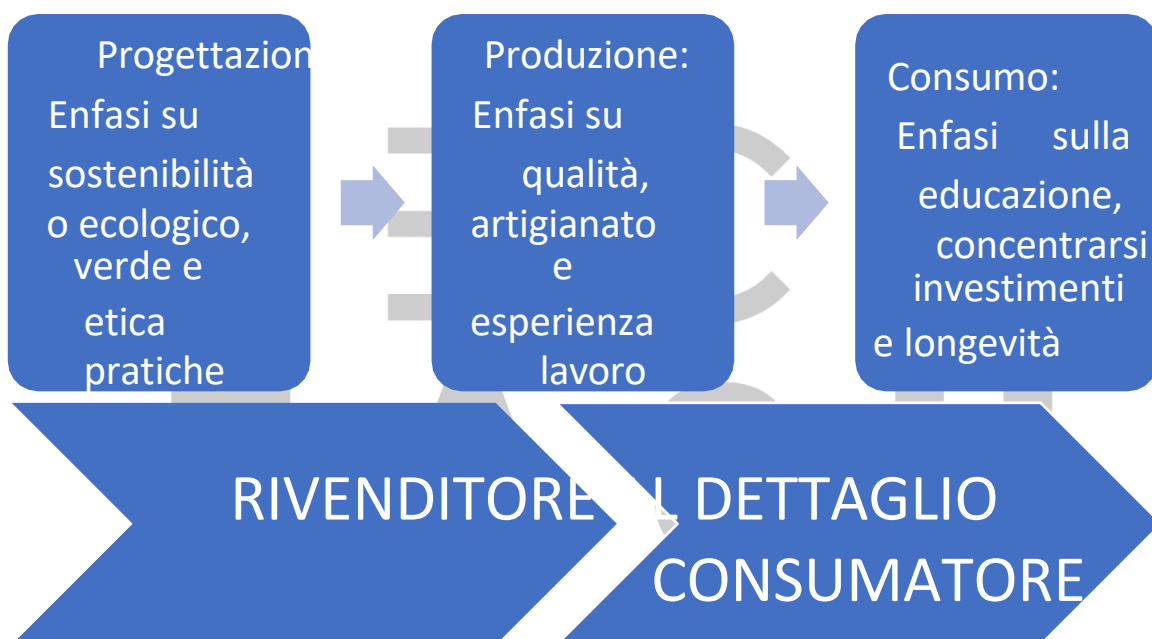 Progettazion
Enfasi su
sostenibilità
o ecologico,
verde e
etica
pratiche
Produzione:
Enfasi su
qualità,
artigianato
e
esperienza
lavoro
Consumo:
Enfasi sulla
educazione,
concentrarsi
investimenti
e longevità
RIVENDITORE AL DETTAGLIO
CONSUMATORE